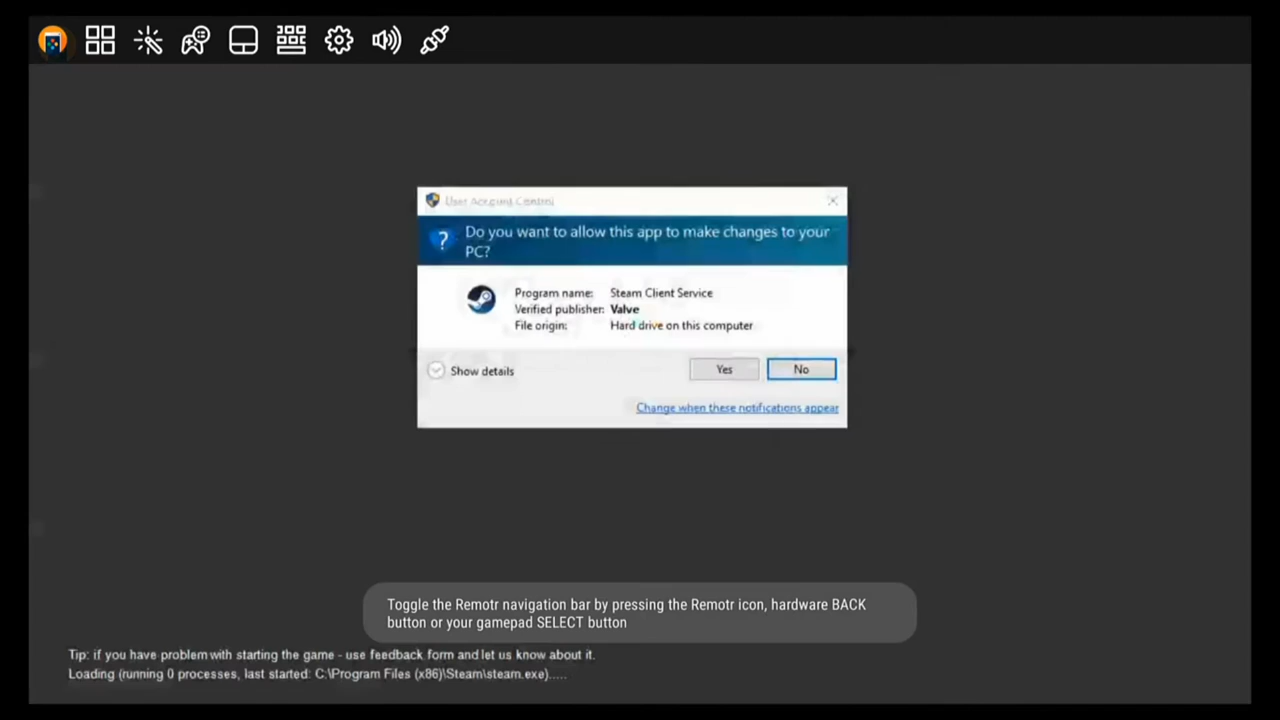 User Account Control
Do you want to allow this app to make changes to your
PC?
Program name: Steam Client Service
Verified publisher: Valve
File origin: Hard drive on this computer
Show details
Yes
No
Change when these notifications appear
Toggle the Remotr navigation bar by pressing the Remotr icon, hardware BACK
button or your gamepad SELECT button
Tip: if you have problem with starting the game - use feedback form and let us know about it.
Loading (running 0 processes, last started: C:\Program Files (x86)\Steam\steam.exe).....